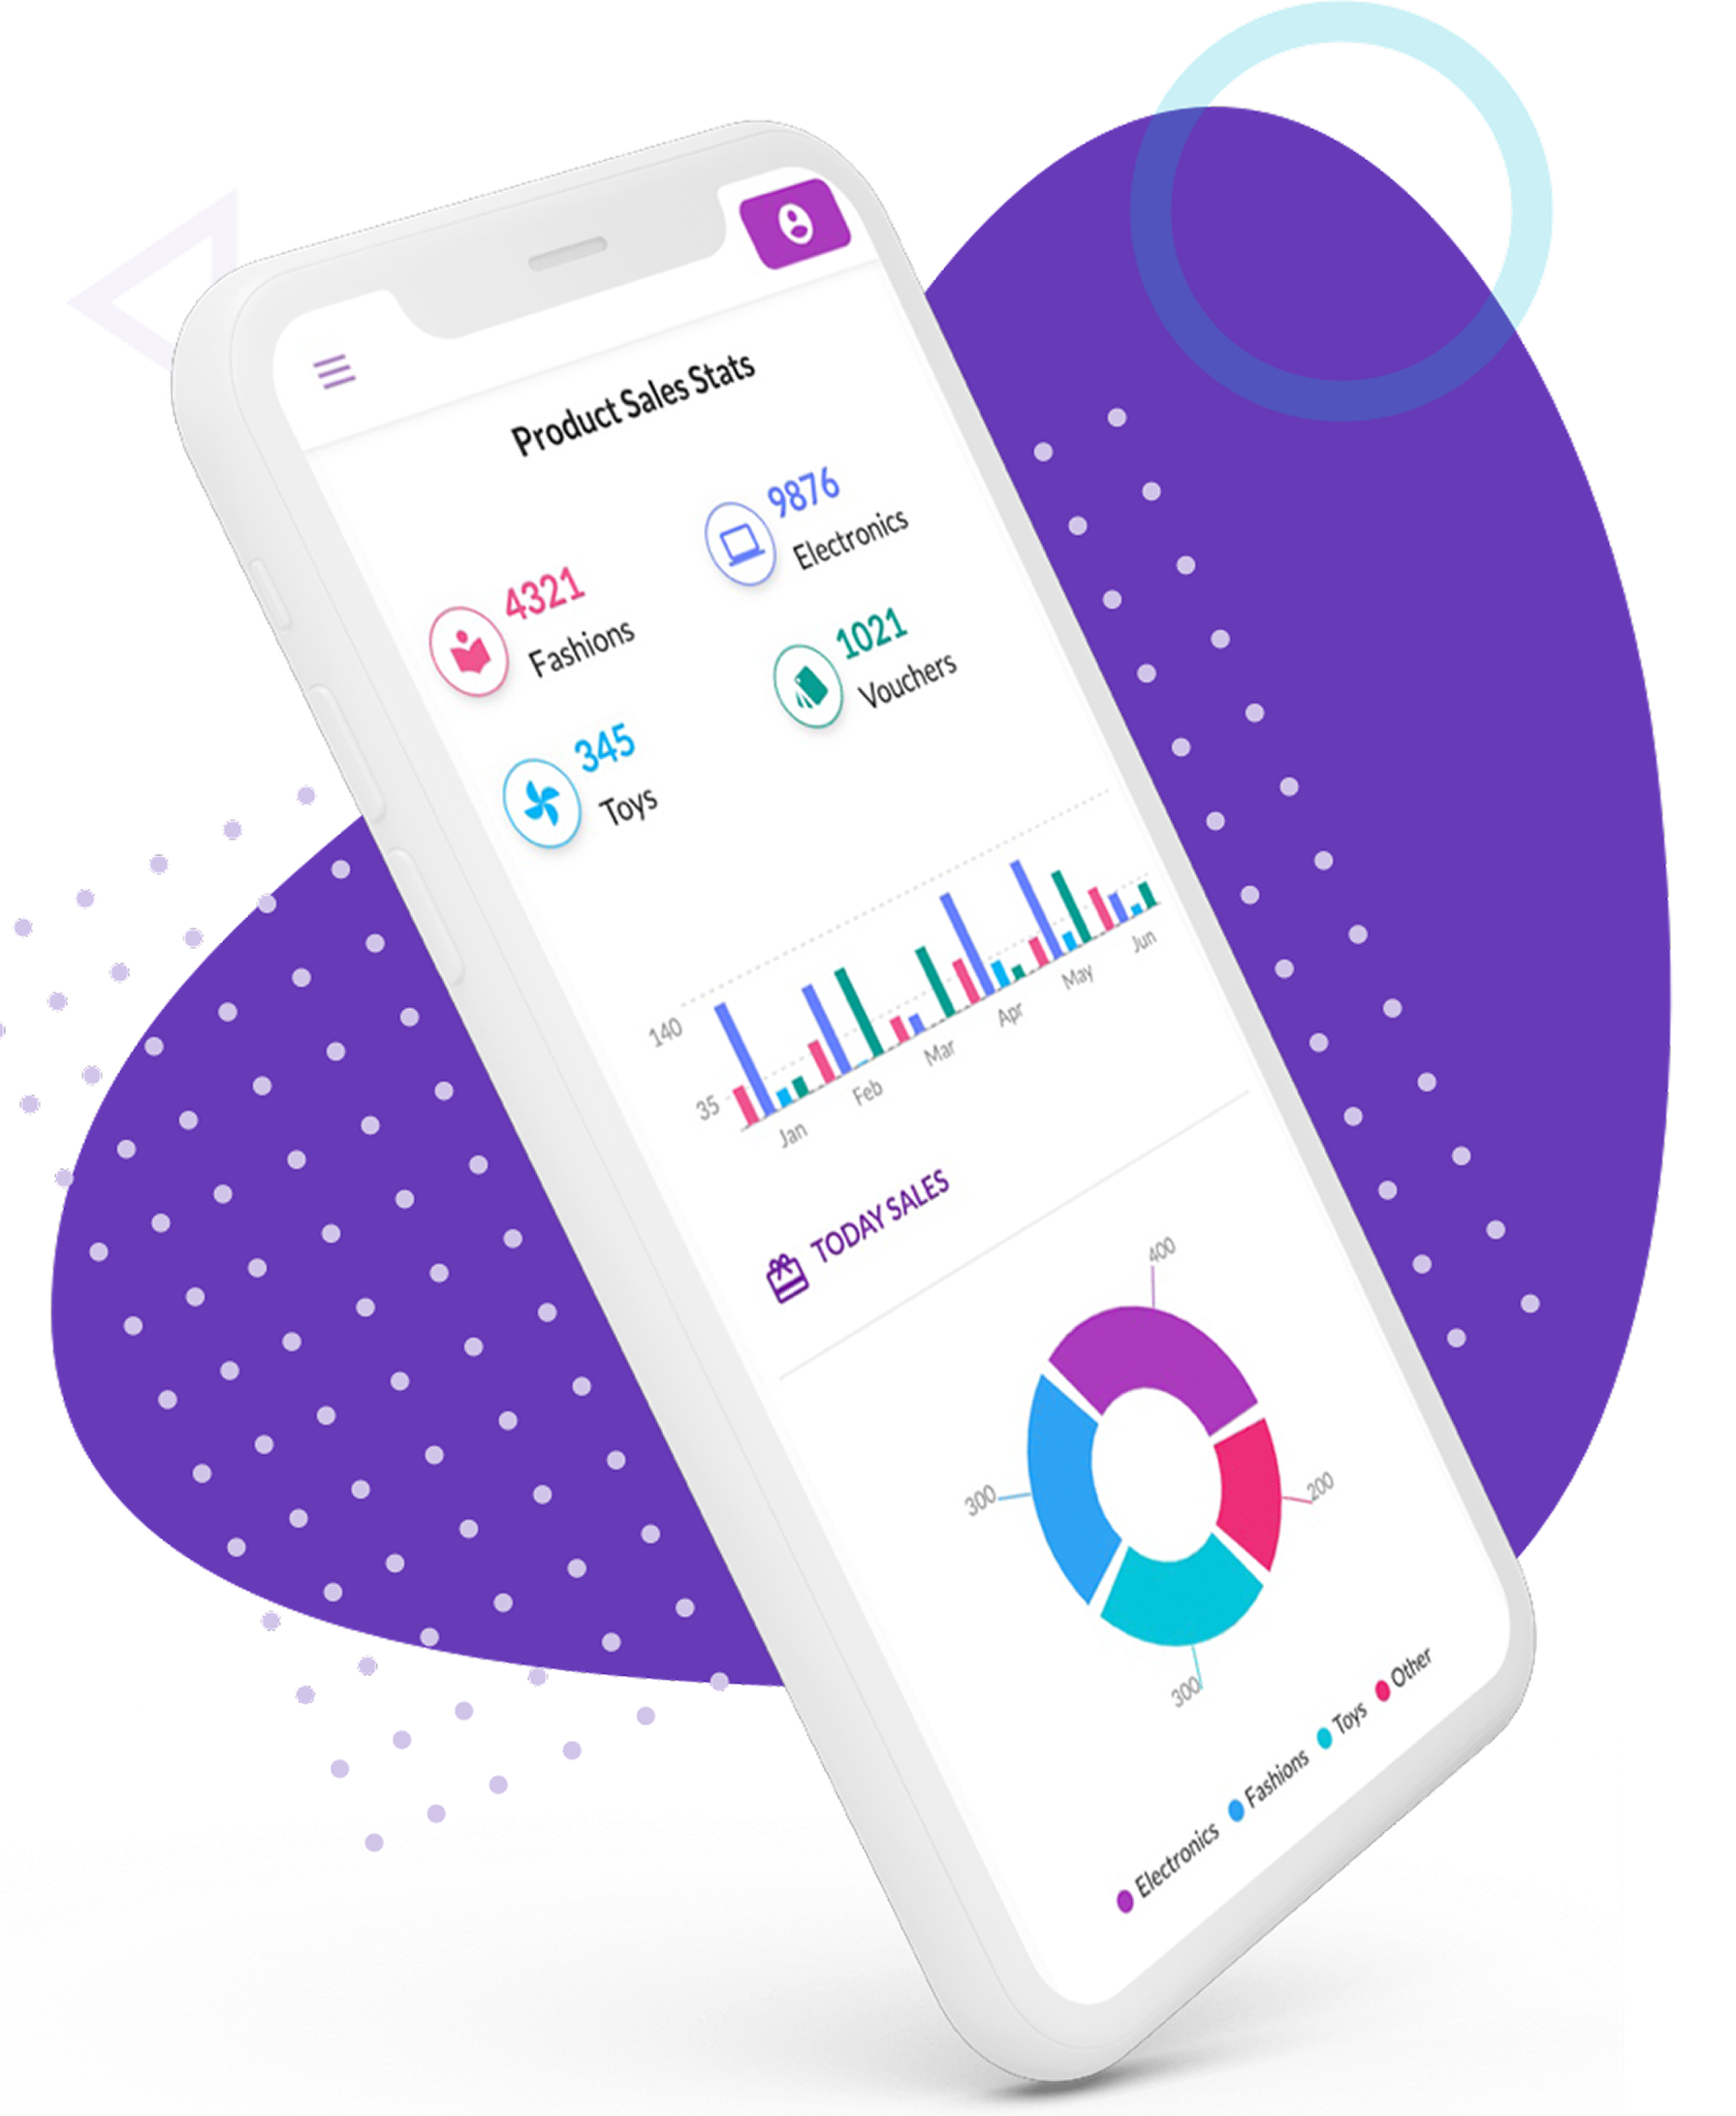 Product Sales Stats
4321
Fashions
9876
Electronics
345
Toys
1021
Vouchers
140
35
Jan
Feb
Mar
Apr
May
Jun
TODAY SALES
400
300
200
300
Electronics
Fashions
Toys
Other